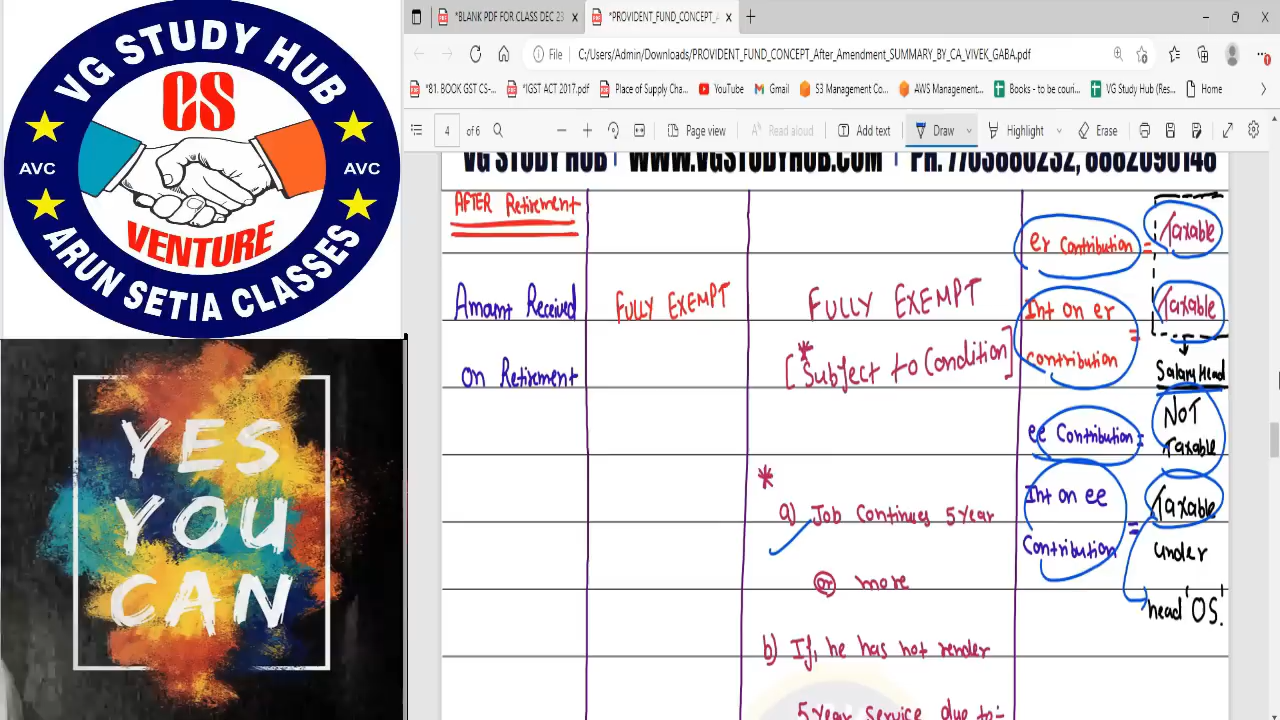 VG STUDY HUB
CS
AVC
AVC
VENTURE
ARUN SETIA CLASSES
YES
YOU
CAN
*BLANK PDF FOR CLASS DEC 23
*PROVIDENT_FUND_CONCEPT_
File
C:/Users/Admin/Downloads/PROVIDENT_FUND_CONCEPT_After_Amendment_SUMMARY_BY_CA_VIVEK_GABA.pdf
*81. BOOK GST CS-...
*IGST ACT 2017.pdf
Place of Supply Cha...
YouTube
Gmail
S3 Management Co...
AWS Management...
Books - to be couri...
VG Study Hub (Res...
Home
4 of 6
Page view
Read aloud
Add text
Draw
Highlight
Erase
VG STUDY HUB | WWW.VGSTUDYHUB.COM | PH. 7703880232, 8882090148
AFTER Retirement
Amount Received
on Retirement
FULLY EXEMPT
FULLY EXEMPT
[*Subject to Condition]
*
a) Job Continues 5 year
or more
b) If, he has not render
5 year service due to:-
er Contribution = Taxable
Int on er
contribution = Taxable
Salary Head
ee Contribution = NOT
Taxable
Int on ee
Contribution = Taxable
under
head 'OS'.